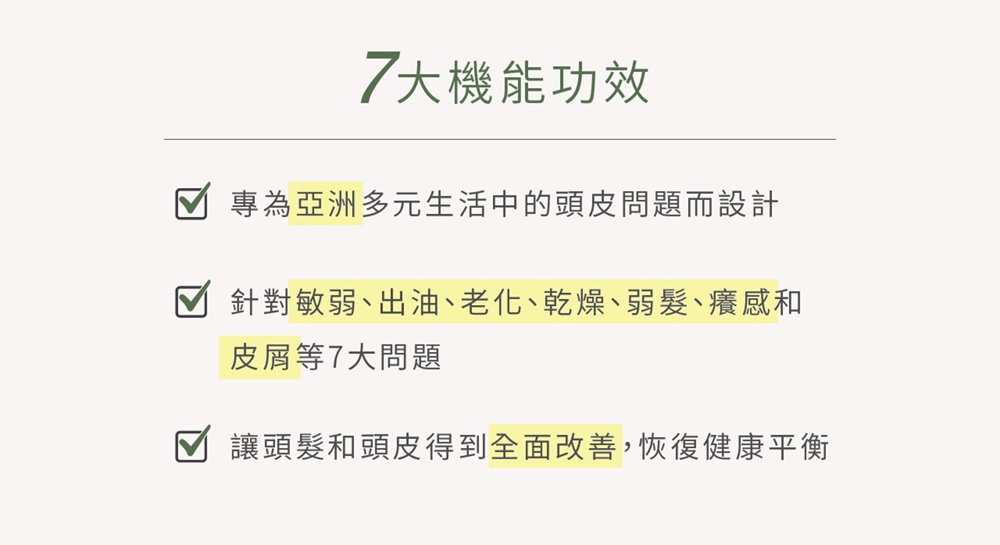 7大機能功效
專為亞洲多元生活中的頭皮問題而設計
針對敏弱、出油、老化、乾燥、弱髮、癢感和
皮屑等7大問題
讓頭髮和頭皮得到全面改善，恢復健康平衡